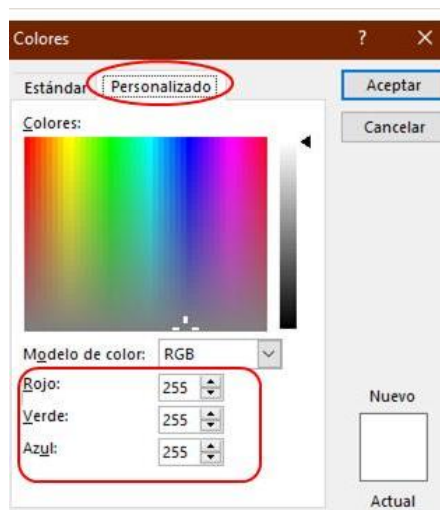 Colores ? X
Estándar Personalizado Aceptar
Colores: Cancelar
Modelo de color: RGB
Rojo: 255
Verde: 255
Azul: 255
Nuevo
Actual